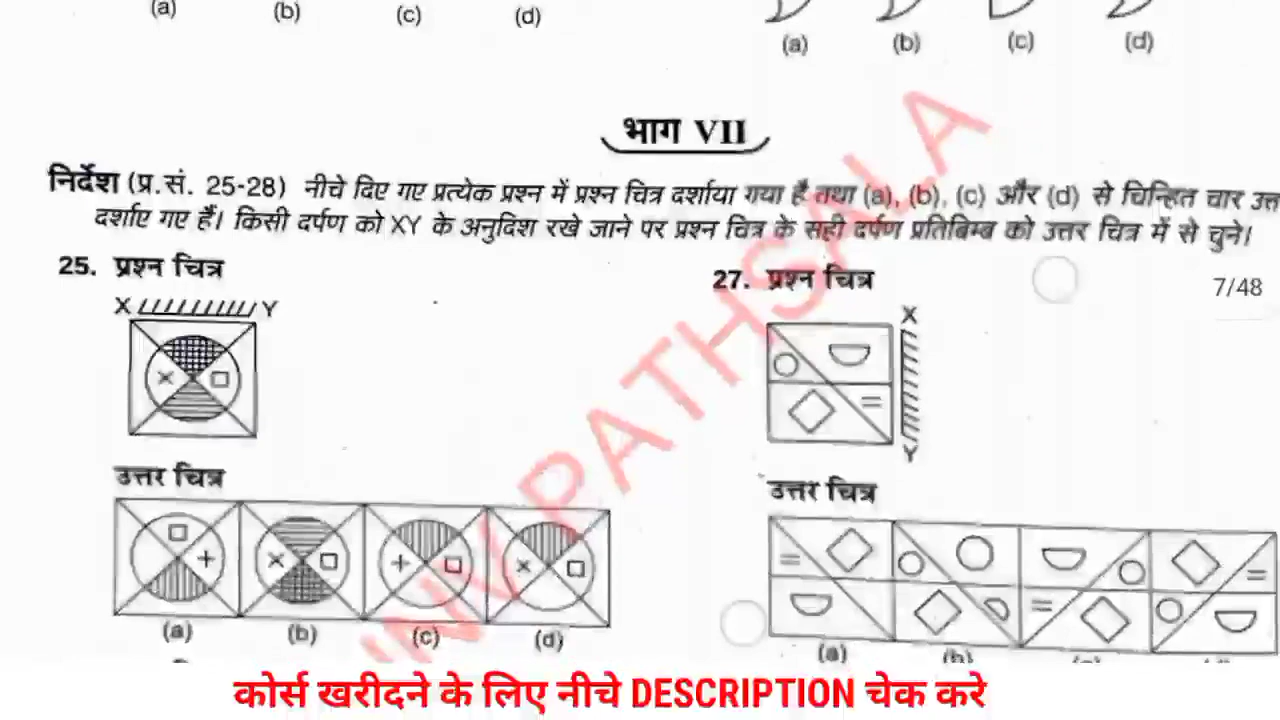 (a) (b) (c) (d)
(a) (b) (c) (d)
भाग VII
निर्देश (प्र.सं. 25-28) नीचे दिए गए प्रत्येक प्रश्न में प्रश्न चित्र दर्शाया गया है तथा (a), (b), (c) और (d) से चिन्हित चार
दर्शाए गए हैं। किसी दर्पण को XY के अनुदिश रखे जाने पर प्रश्न चित्र के सही दर्पण प्रतिबिम्ब को उत्तर चित्र में से चुने।
25. प्रश्न चित्र
X Y
उत्तर चित्र
(a) (b) (c) (d)
27. प्रश्न चित्र
7/48
X
Y
उत्तर चित्र
(a)
NV PATHSALA
कोर्स खरीदने के लिए नीचे DESCRIPTION चेक करे